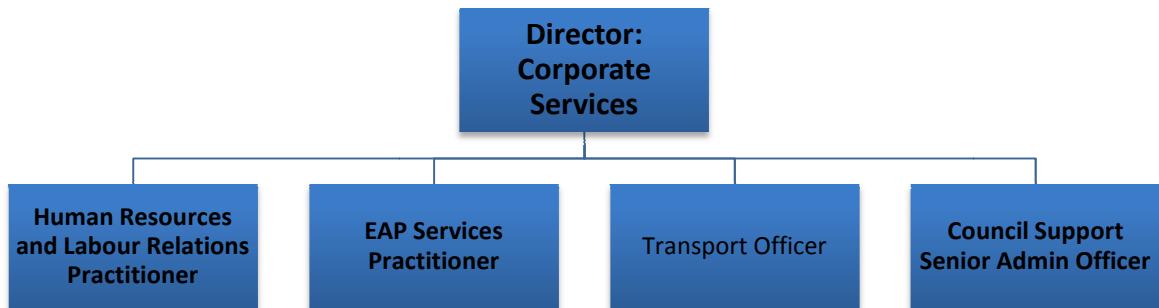 Director:
Corporate
Services
Human Resources
and Labour Relations
Practitioner
EAP Services
Practitioner
Transport Officer
Council Support
Senior Admin Officer